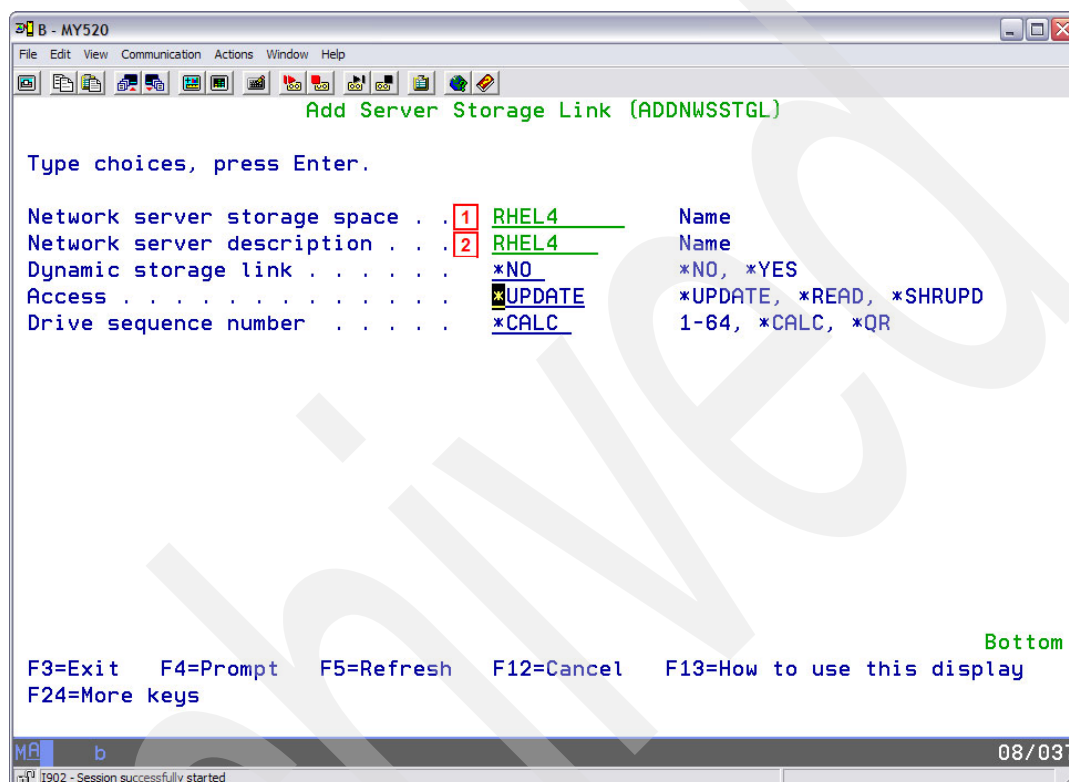 B - MY520
File Edit View Communication Actions Window Help
Add Server Storage Link (ADDNWSSTGL)
Type choices, press Enter.
Network server storage space . . 1 RHEL4 Name
Network server description . . . 2 RHEL4 Name
Dynamic storage link . . . . . . *NO *NO, *YES
Access . . . . . . . . . . . . . *UPDATE *UPDATE, *READ, *SHRUPD
Drive sequence number . . . . . *CALC 1-64, *CALC, *QR
Bottom
F3=Exit F4=Prompt F5=Refresh F12=Cancel F13=How to use this display
F24=More keys
MA b 08/037
I902 - Session successfully started